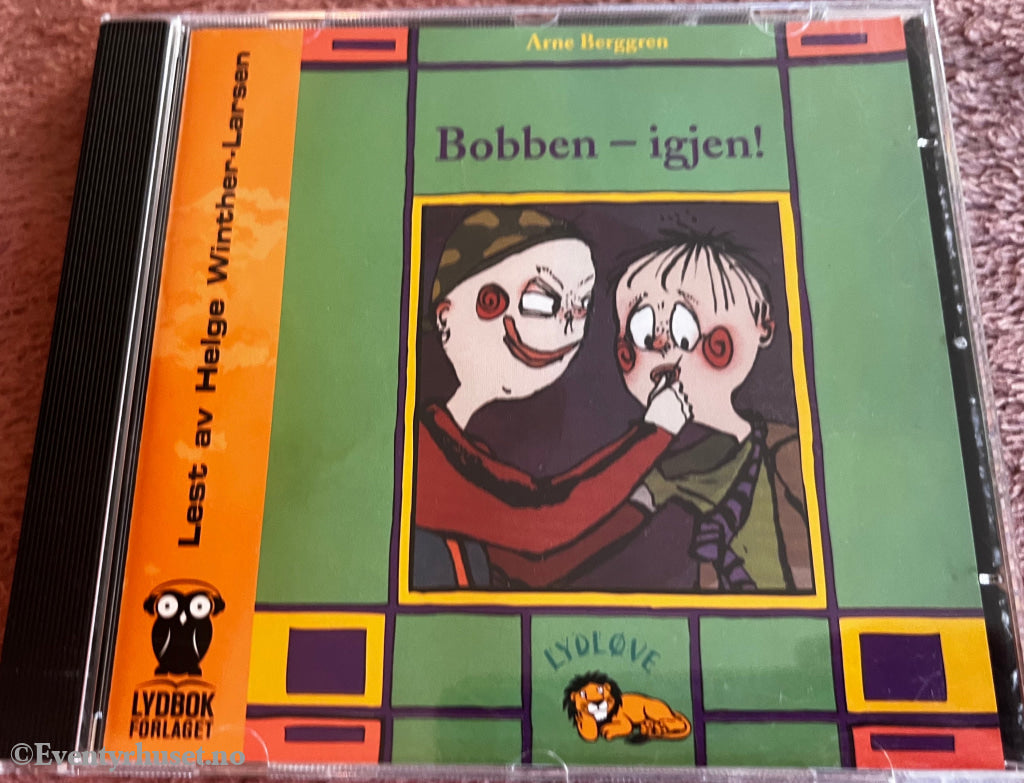 Arne Berggren
Bobben – igjen!
Lest av Helge Winther-Larsen
LYDBOK
FORLAGET
LYDLØVE
©Eventyrhuset.no